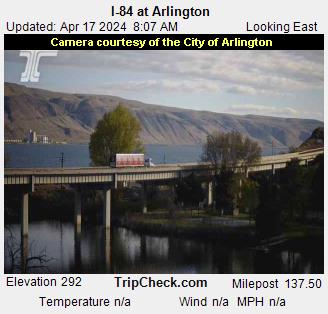 I-84 at Arlington
Updated: Apr 17 2024 8:07 AM Looking East
Camera courtesy of the City of Arlington
Elevation 292 TripCheck.com Milepost 137.50
Temperature n/a Wind n/a MPH n/a